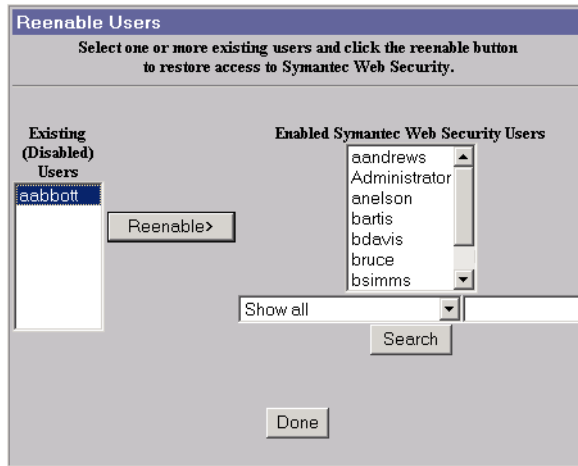 Reenable Users
Select one or more existing users and click the reenable button
to restore access to Symantec Web Security.
Existing
(Disabled)
Users
aabbott
Reenable>
Enabled Symantec Web Security Users
aandrews
Administrator
anelson
bartis
bdavis
bruce
bsimms
Show all
Search
Done